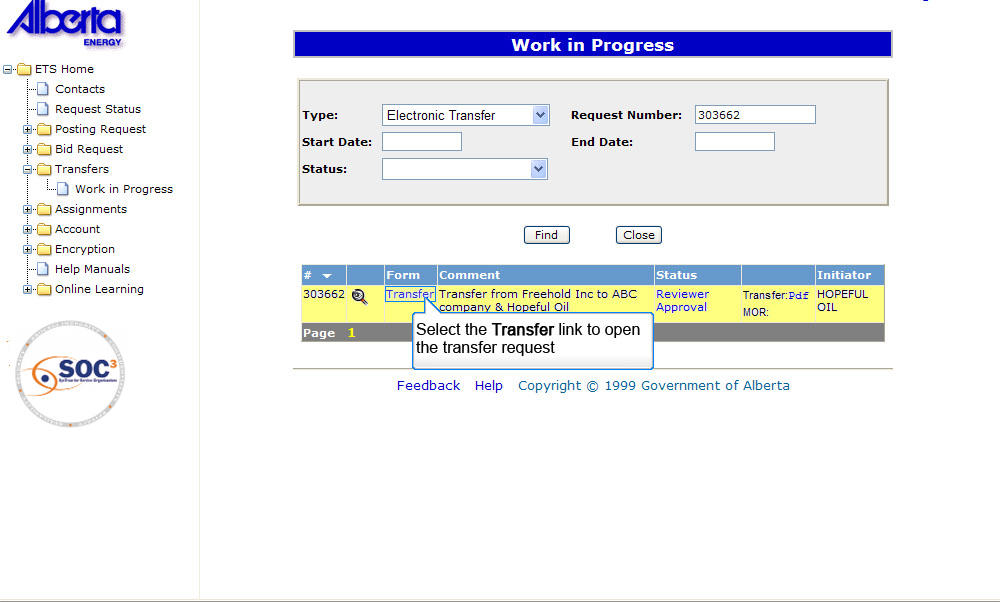 Alberta
ENERGY
ETS Home
Contacts
Request Status
Posting Request
Bid Request
Transfers
Work in Progress
Assignments
Account
Encryption
Help Manuals
Online Learning
SOC3
SysTrust for Service Organizations
Work in Progress
Type: Electronic Transfer Request Number: 303662
Start Date: End Date:
Status:
Find Close
# Form Comment Status Initiator
303662 Transfer Transfer from Freehold Inc to ABC Reviewer Transfer:Pdf HOPEFUL
company & Hopeful Oil Approval MOR: OIL
Page 1
Select the Transfer link to open
the transfer request
Feedback Help Copyright © 1999 Government of Alberta